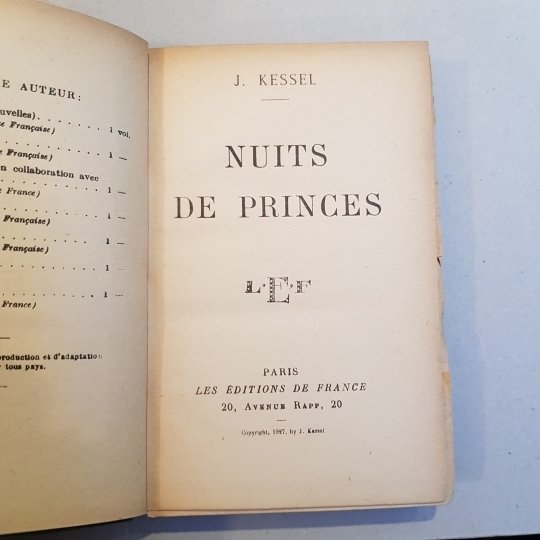 E AUTEUR :
uvelles). . . . . . . . . 1 vol.
e Française)
. . . . . . . . . . . . 1 —
e Française)
en collaboration avec
. . . . . . . . . . . . 1 —
e France)
. . . . . . . . . . . . 1 —
Française)
. . . . . . . . . . . . 1 —
Française)
. . . . . . . . . . . . 1 —
France)
production et d'adaptation
r tous pays.
J. KESSEL
NUITS
DE PRINCES
L·E·F
PARIS
LES ÉDITIONS DE FRANCE
20, AVENUE RAPP, 20
Copyright, 1927, by J. Kessel